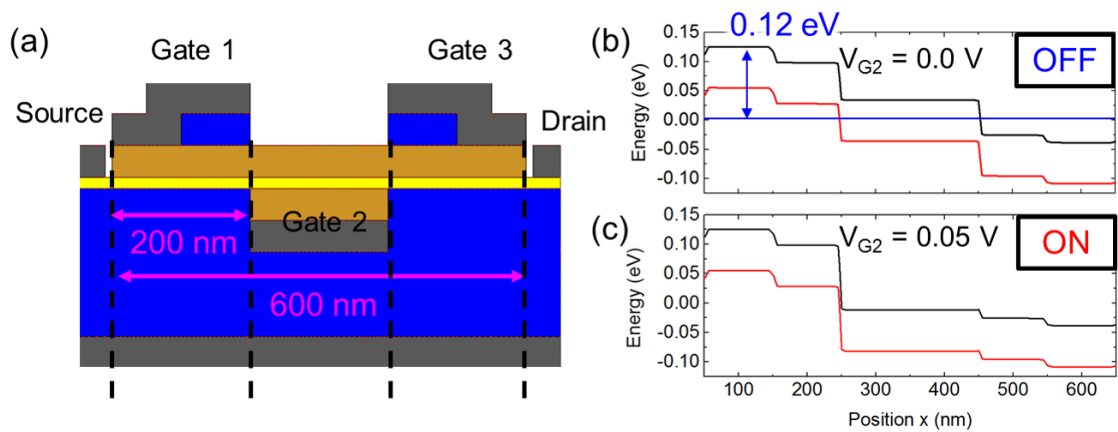 (a)
Gate 1
Gate 3
Source
Drain
Gate 2
200 nm
600 nm
(b)
0.12 eV
V_G2 = 0.0 V
OFF
0.15
0.10
0.05
0.00
-0.05
-0.10
Energy (eV)
(c)
V_G2 = 0.05 V
ON
0.15
0.10
0.05
0.00
-0.05
-0.10
Energy (eV)
100 200 300 400 500 600
Position x (nm)